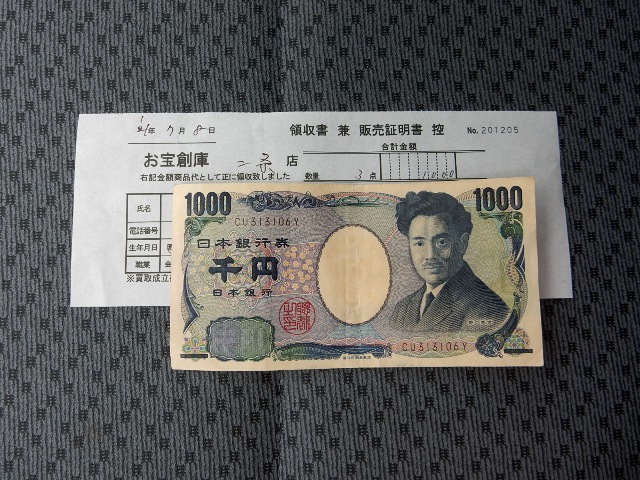 21年 7月 8日
領収書 兼 販売証明書 控 No. 201205
合計金額
お宝創庫 店
右記金額商品代として正に領収致しました 数量 3 点 1000
氏名
電話番号
生年月日
職業
※買取成立
1000 1000
CU313106Y
日本銀行券
千円
日本銀行
CU313106Y